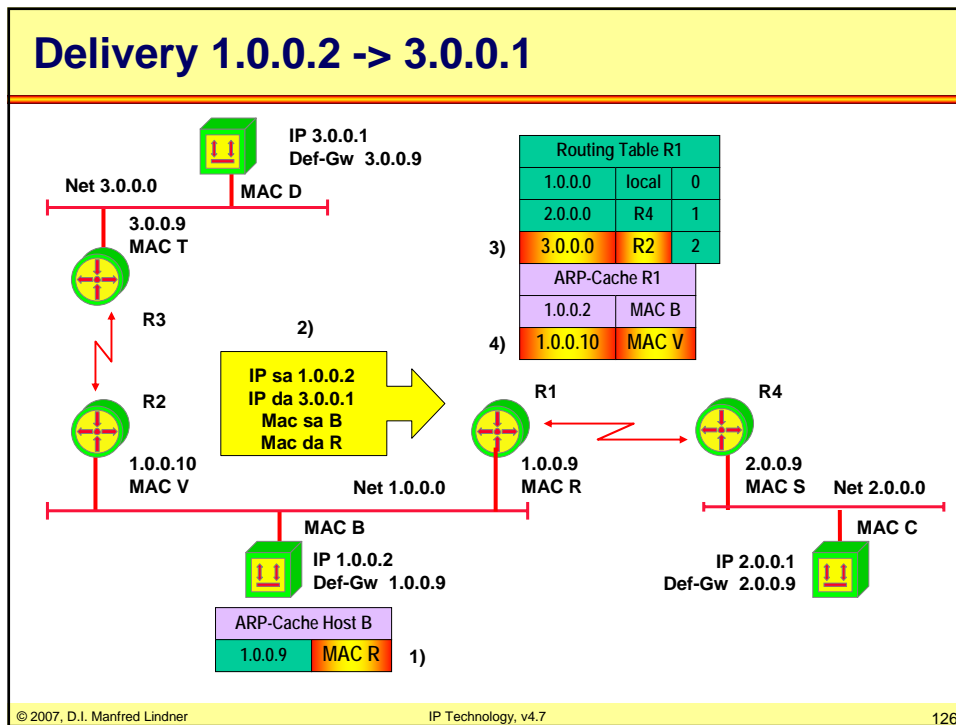 Delivery 1.0.0.2 -> 3.0.0.1
IP 3.0.0.1
Def-Gw 3.0.0.9
MAC D
Net 3.0.0.0
3.0.0.9
MAC T
R3
R2
1.0.0.10
MAC V
2)
IP sa 1.0.0.2
IP da 3.0.0.1
Mac sa B
Mac da R
Routing Table R1
1.0.0.0 local 0
2.0.0.0 R4 1
3) 3.0.0.0 R2 2
ARP-Cache R1
1.0.0.2 MAC B
4) 1.0.0.10 MAC V
R1
1.0.0.9
MAC R
R4
2.0.0.9
MAC S
Net 1.0.0.0
Net 2.0.0.0
MAC B
IP 1.0.0.2
Def-Gw 1.0.0.9
MAC C
IP 2.0.0.1
Def-Gw 2.0.0.9
ARP-Cache Host B
1.0.0.9 MAC R 1)
© 2007, D.I. Manfred Lindner
IP Technology, v4.7
126